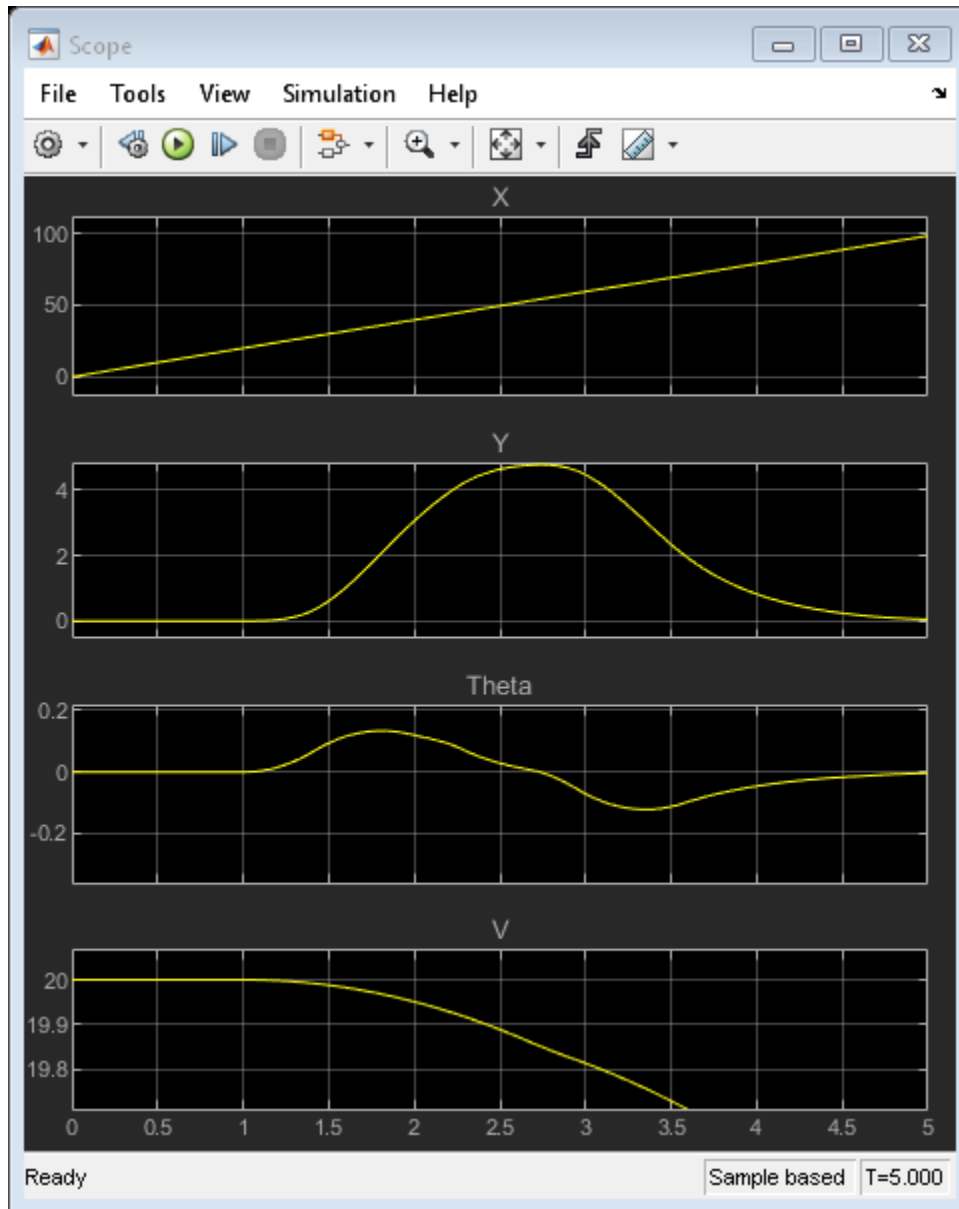 Scope
File Tools View Simulation Help
X
100
50
0
Y
4
2
0
Theta
0.2
0
-0.2
V
20
19.9
19.8
0 0.5 1 1.5 2 2.5 3 3.5 4 4.5 5
Ready Sample based T=5.000